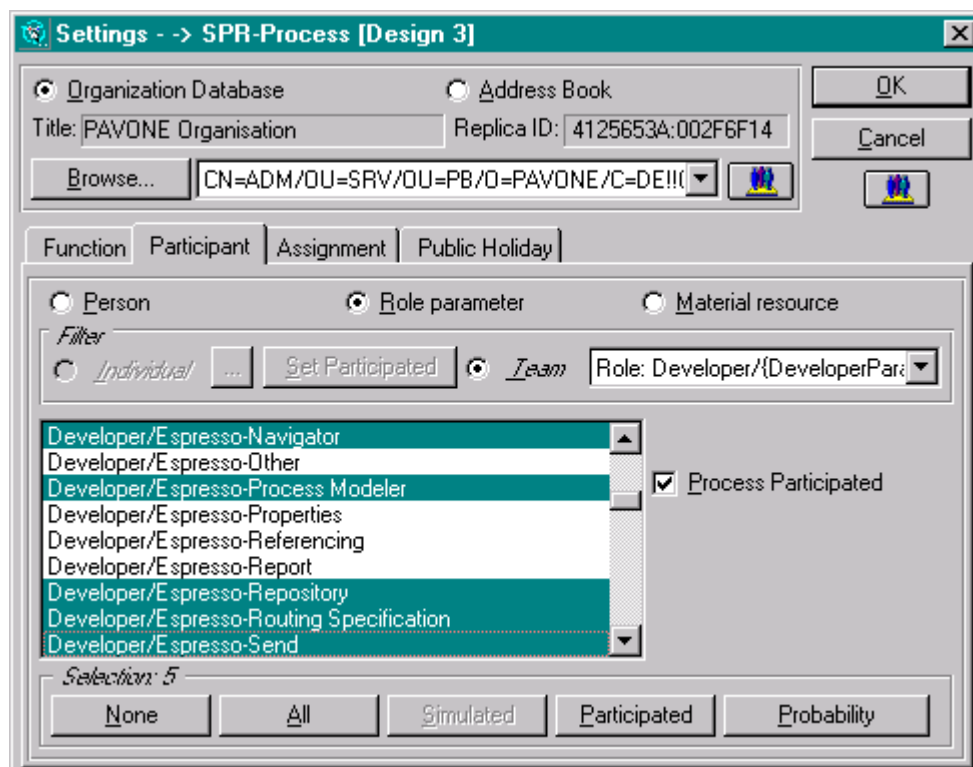 Settings - -> SPR-Process [Design 3]
Organization Database
Address Book
OK
Title: PAVONE Organisation
Replica ID: 4125653A:002F6F14
Cancel
Browse...
CN=ADM/OU=SRV/OU=PB/O=PAVONE/C=DE!!(
Function
Participant
Assignment
Public Holiday
Person
Role parameter
Material resource
Filter
Individual
...
Set Participated
Team
Role: Developer/{DeveloperPara
Developer/Espresso-Navigator
Developer/Espresso-Other
Developer/Espresso-Process Modeler
Process Participated
Developer/Espresso-Properties
Developer/Espresso-Referencing
Developer/Espresso-Report
Developer/Espresso-Repository
Developer/Espresso-Routing Specification
Developer/Espresso-Send
Selection: 5
None
All
Simulated
Participated
Probability